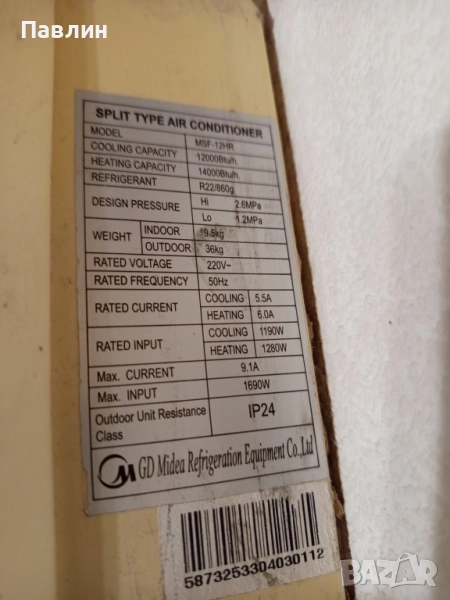 Павлин
SPLIT TYPE AIR CONDITIONER
MODEL MSF-12HR
COOLING CAPACITY 12000Btu/h.
HEATING CAPACITY 14000Btu/h.
REFRIGERANT R22/860g
DESIGN PRESSURE Hi 2.6MPa
Lo 1.2MPa
WEIGHT INDOOR 9.5kg
OUTDOOR 36kg
RATED VOLTAGE 220V~
RATED FREQUENCY 50Hz
RATED CURRENT COOLING 5.5A
HEATING 6.0A
RATED INPUT COOLING 1190W
HEATING 1280W
Max. CURRENT 9.1A
Max. INPUT 1690W
Outdoor Unit Resistance Class IP24
GD Midea Refrigeration Equipment Co.,Ltd
5873253304030112
BAZAR